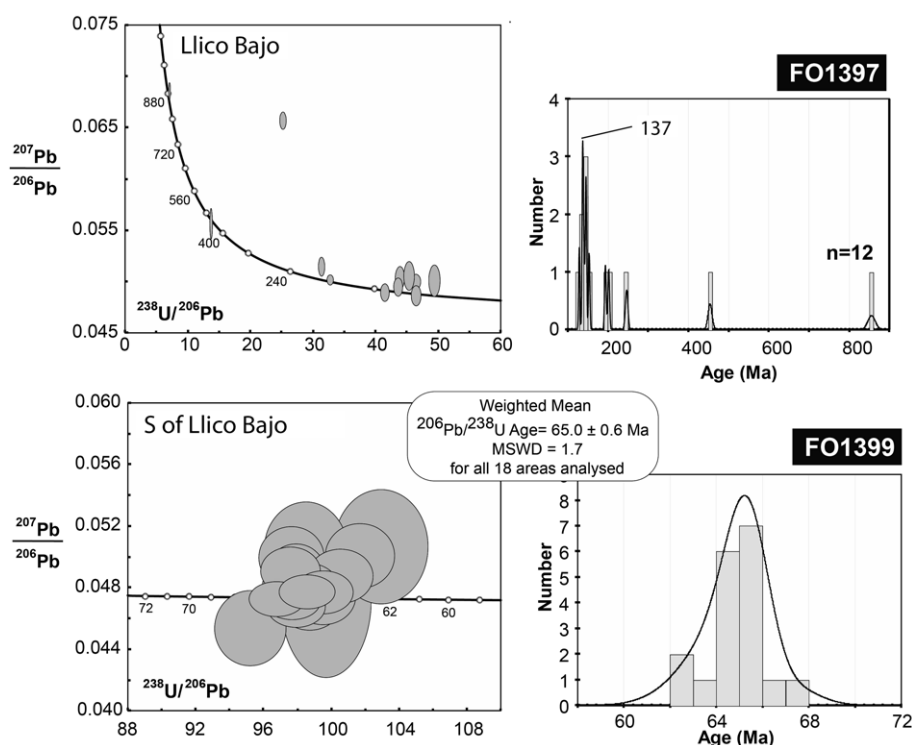 Llico Bajo
0.075
0.065
0.055
0.045
²⁰⁷Pb
²⁰⁶Pb
880
720
560
400
240
²³⁸U/²⁰⁶Pb
0 10 20 30 40 50 60
FO1397
4
3
2
1
0
Number
137
n=12
200 400 600 800
Age (Ma)
S of Llico Bajo
0.060
0.056
0.052
0.048
0.044
0.040
²⁰⁷Pb
²⁰⁶Pb
72 70 62 60
²³⁸U/²⁰⁶Pb
88 92 96 100 104 108
Weighted Mean
²⁰⁶Pb/²³⁸U Age= 65.0 ± 0.6 Ma
MSWD = 1.7
for all 18 areas analysed
FO1399
8
7
6
5
4
3
2
1
0
Number
60 64 68 72
Age (Ma)